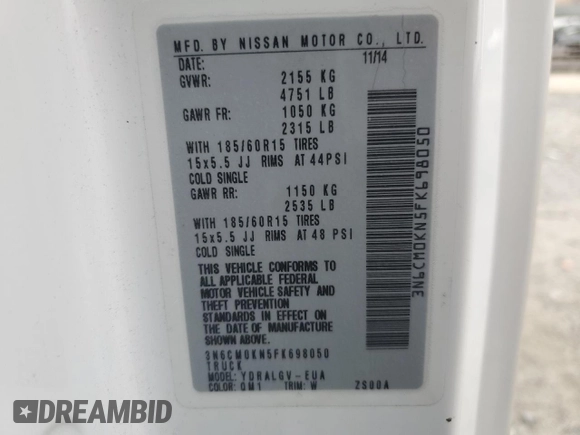 MFD. BY NISSAN MOTOR CO., LTD.
DATE: 11/14
GVWR: 2155 KG
4751 LB
GAWR FR: 1050 KG
2315 LB
WITH 185/60R15 TIRES
15x5.5 JJ RIMS AT 44PSI
COLD SINGLE
GAWR RR: 1150 KG
2535 LB
WITH 185/60R15 TIRES
15x5.5 JJ RIMS AT 48 PSI
COLD SINGLE
THIS VEHICLE CONFORMS TO
ALL APPLICABLE FEDERAL
MOTOR VEHICLE SAFETY AND
THEFT PREVENTION
STANDARDS IN EFFECT ON
THE DATE OF MANUFACTURE
SHOWN ABOVE.
3N6CM0KN5FK698050
TRUCK
MODEL: YDRALGV-EUA
COLOR: QM1 TRIM: W ZS00A
3N6CM0KN5FK698050
DREAMBID